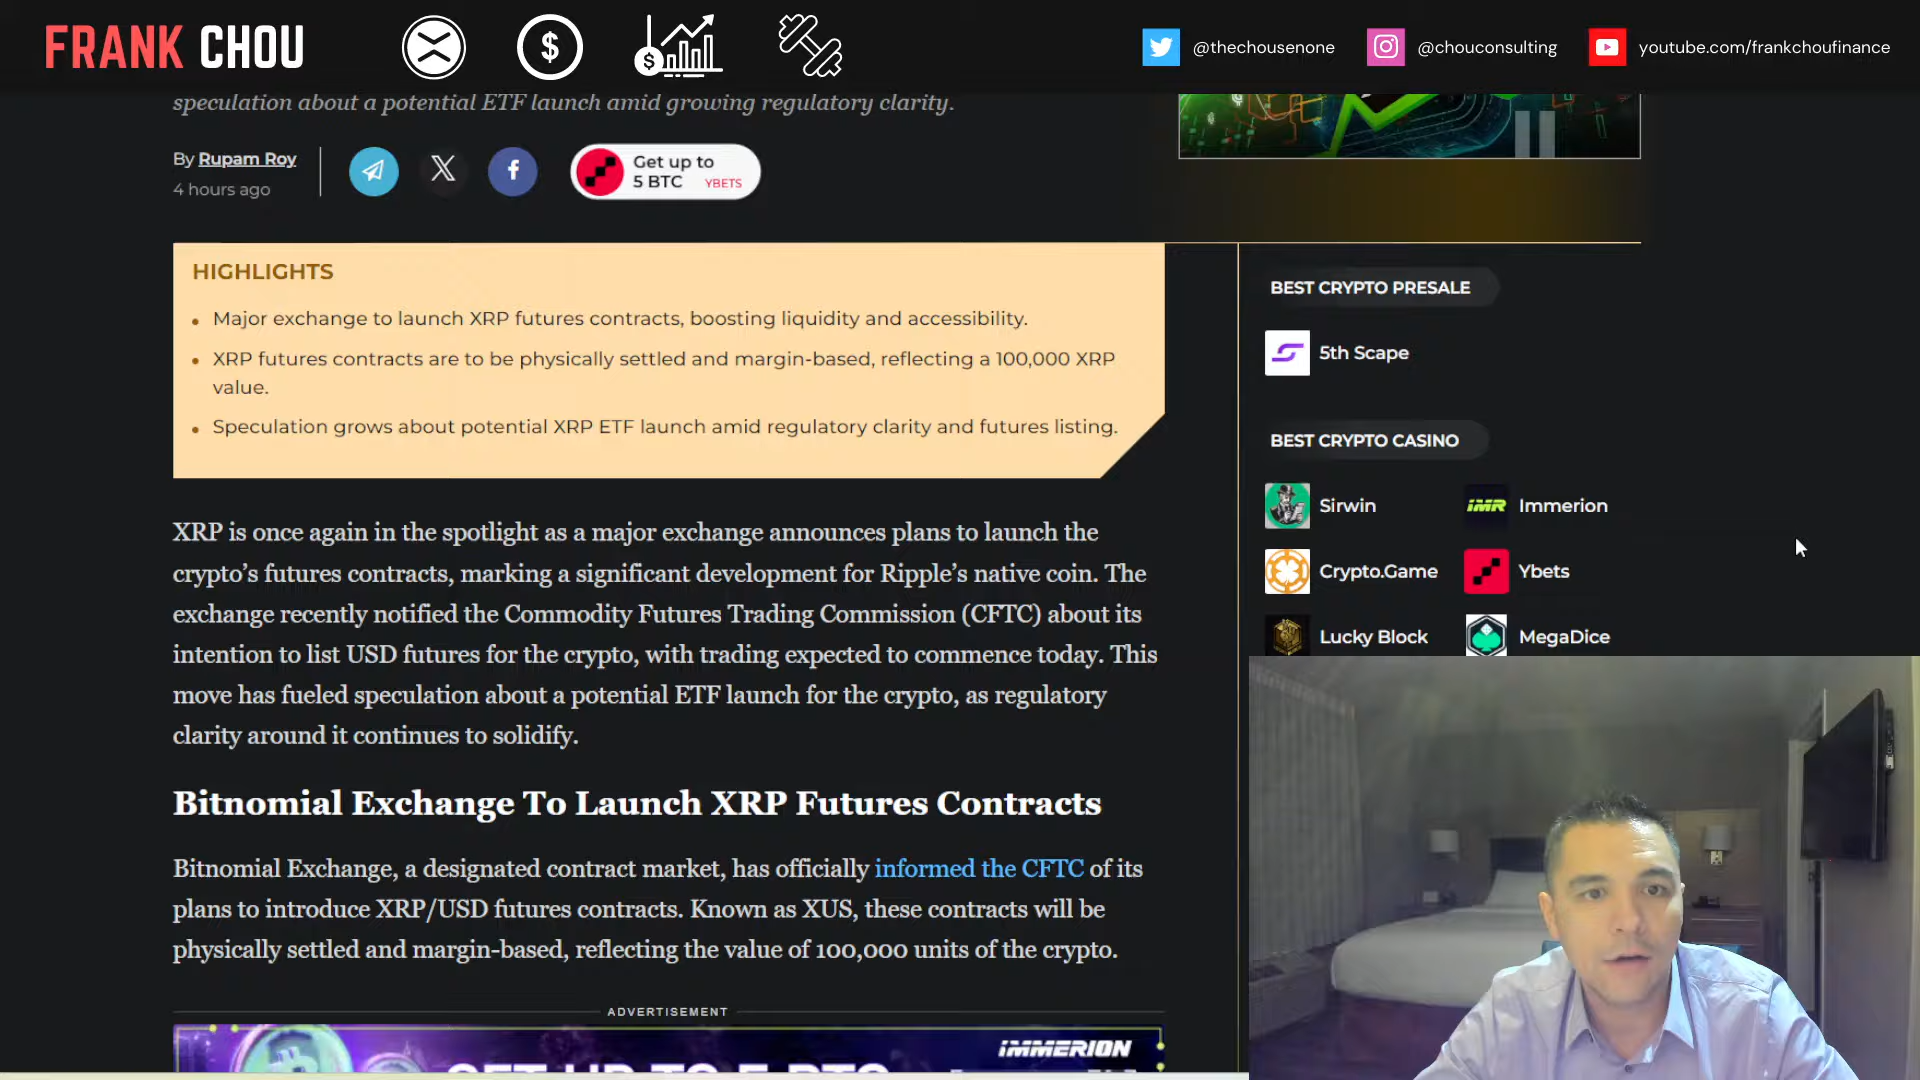 FRANK CHOU
@thechousenone
@chouconsulting
youtube.com/frankchoufinance
speculation about a potential ETF launch amid growing regulatory clarity.
By Rupam Roy
4 hours ago
Get up to
5 BTC YBETS
HIGHLIGHTS
Major exchange to launch XRP futures contracts, boosting liquidity and accessibility.
XRP futures contracts are to be physically settled and margin-based, reflecting a 100,000 XRP
value.
Speculation grows about potential XRP ETF launch amid regulatory clarity and futures listing.
XRP is once again in the spotlight as a major exchange announces plans to launch the
crypto’s futures contracts, marking a significant development for Ripple’s native coin. The
exchange recently notified the Commodity Futures Trading Commission (CFTC) about its
intention to list USD futures for the crypto, with trading expected to commence today. This
move has fueled speculation about a potential ETF launch for the crypto, as regulatory
clarity around it continues to solidify.
Bitnomial Exchange To Launch XRP Futures Contracts
Bitnomial Exchange, a designated contract market, has officially informed the CFTC of its
plans to introduce XRP/USD futures contracts. Known as XUS, these contracts will be
physically settled and margin-based, reflecting the value of 100,000 units of the crypto.
ADVERTISEMENT
IMMERION
GET UP TO 5 BTC
BEST CRYPTO PRESALE
5th Scape
BEST CRYPTO CASINO
Sirwin
IMR Immerion
Crypto.Game
Ybets
Lucky Block
MegaDice